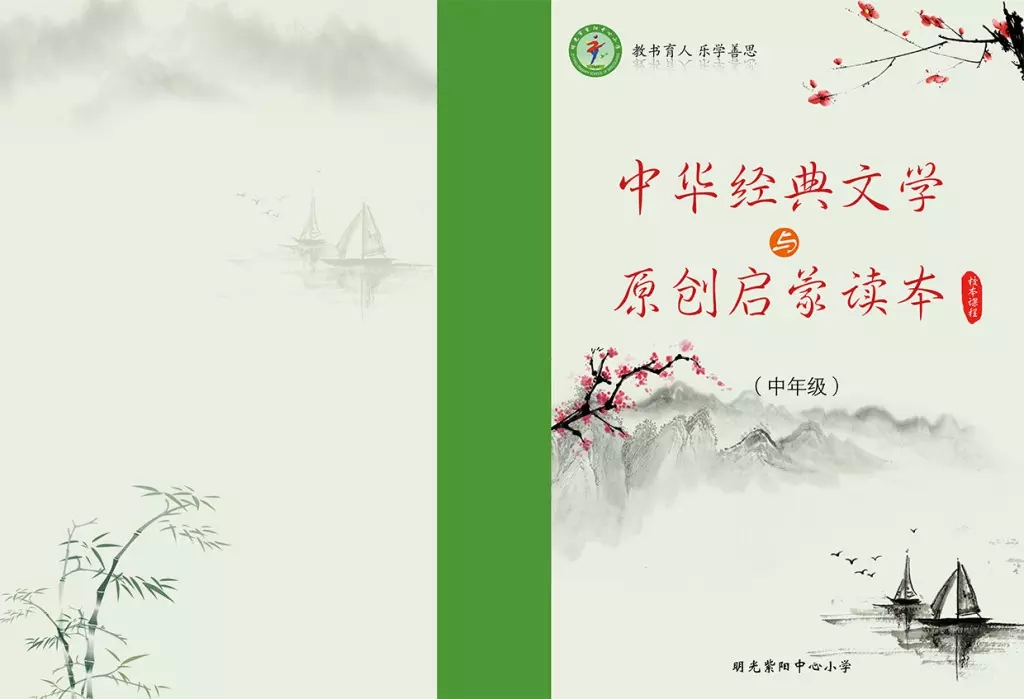 教书育人 乐学善思
中华经典文学
与
原创启蒙读本
校本课程
（中年级）
明光紫阳中心小学